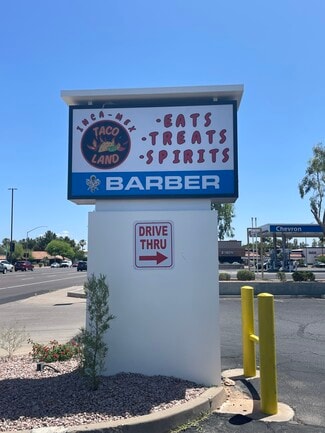 INCA-MEX
TACO
LAND
·EATS
·TREATS
·SPIRITS
BARBER
DRIVE
THRU
Chevron